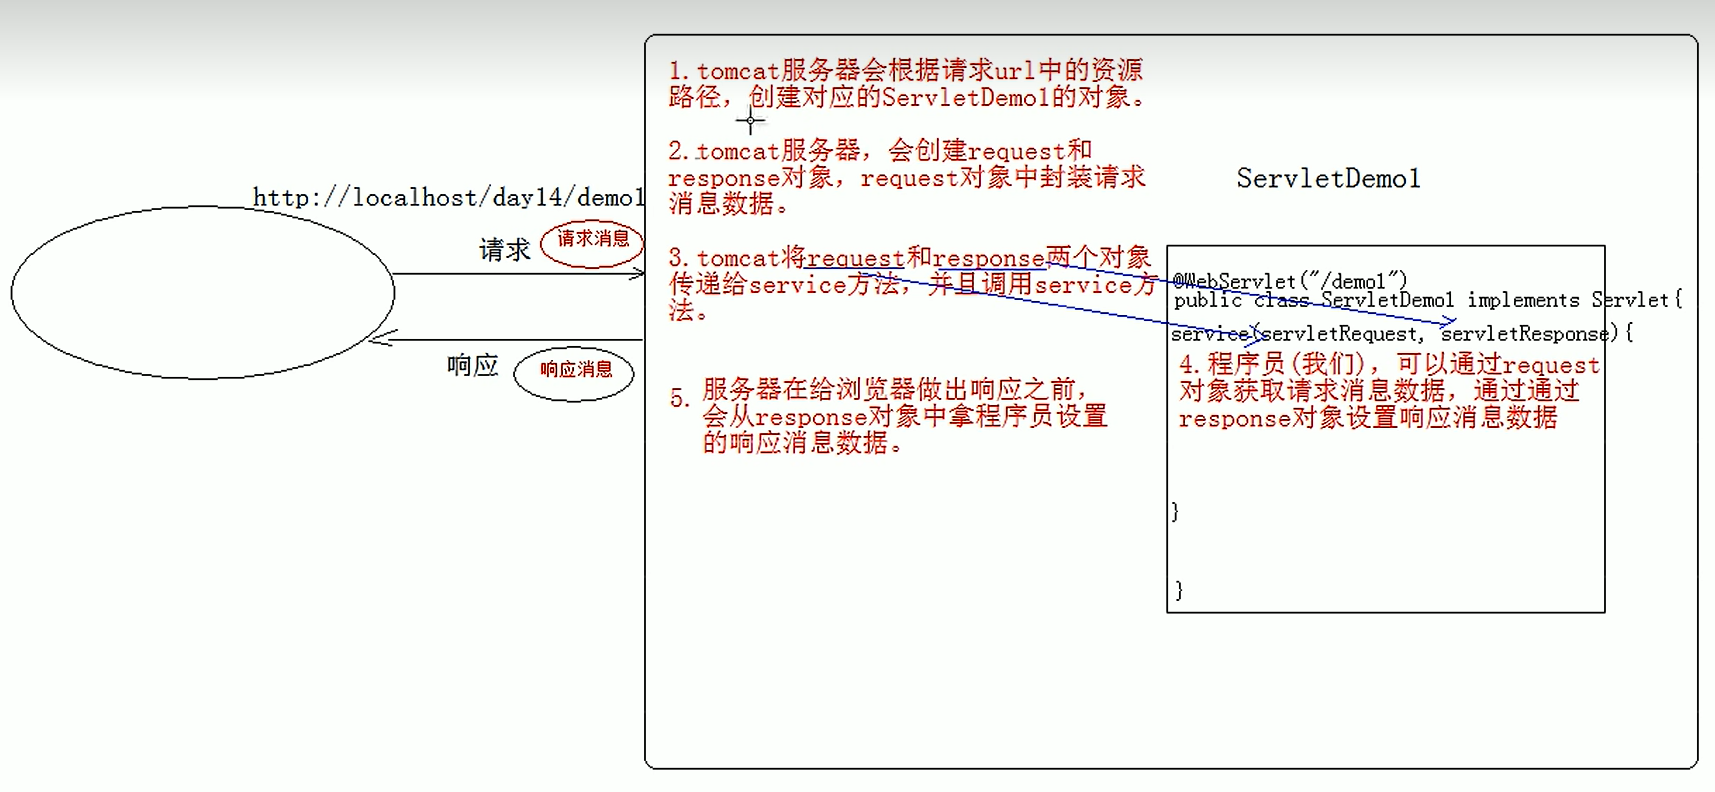 http://localhost/day14/demo1
请求
请求消息
响应
响应消息
1.tomcat服务器会根据请求url中的资源
路径，创建对应的ServletDemo1的对象。
2.tomcat服务器，会创建request和
response对象，request对象中封装请求
消息数据。
3.tomcat将request和response两个对象
传递给service方法，并且调用service方
法。
5.
服务器在给浏览器做出响应之前，
会从response对象中拿程序员设置
的响应消息数据。
ServletDemo1
@WebServlet("/demo1")
public class ServletDemo1 implements Servlet{
service(servletRequest, servletResponse){
4.程序员(我们)，可以通过request
对象获取请求消息数据，通过通过
response对象设置响应消息数据
}
}